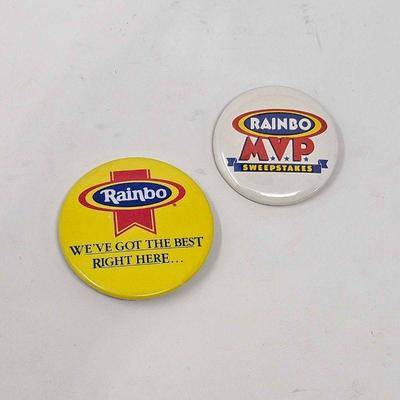 RAINBO
MVP
SWEEPSTAKES
Rainbo
WE'VE GOT THE BEST
RIGHT HERE...